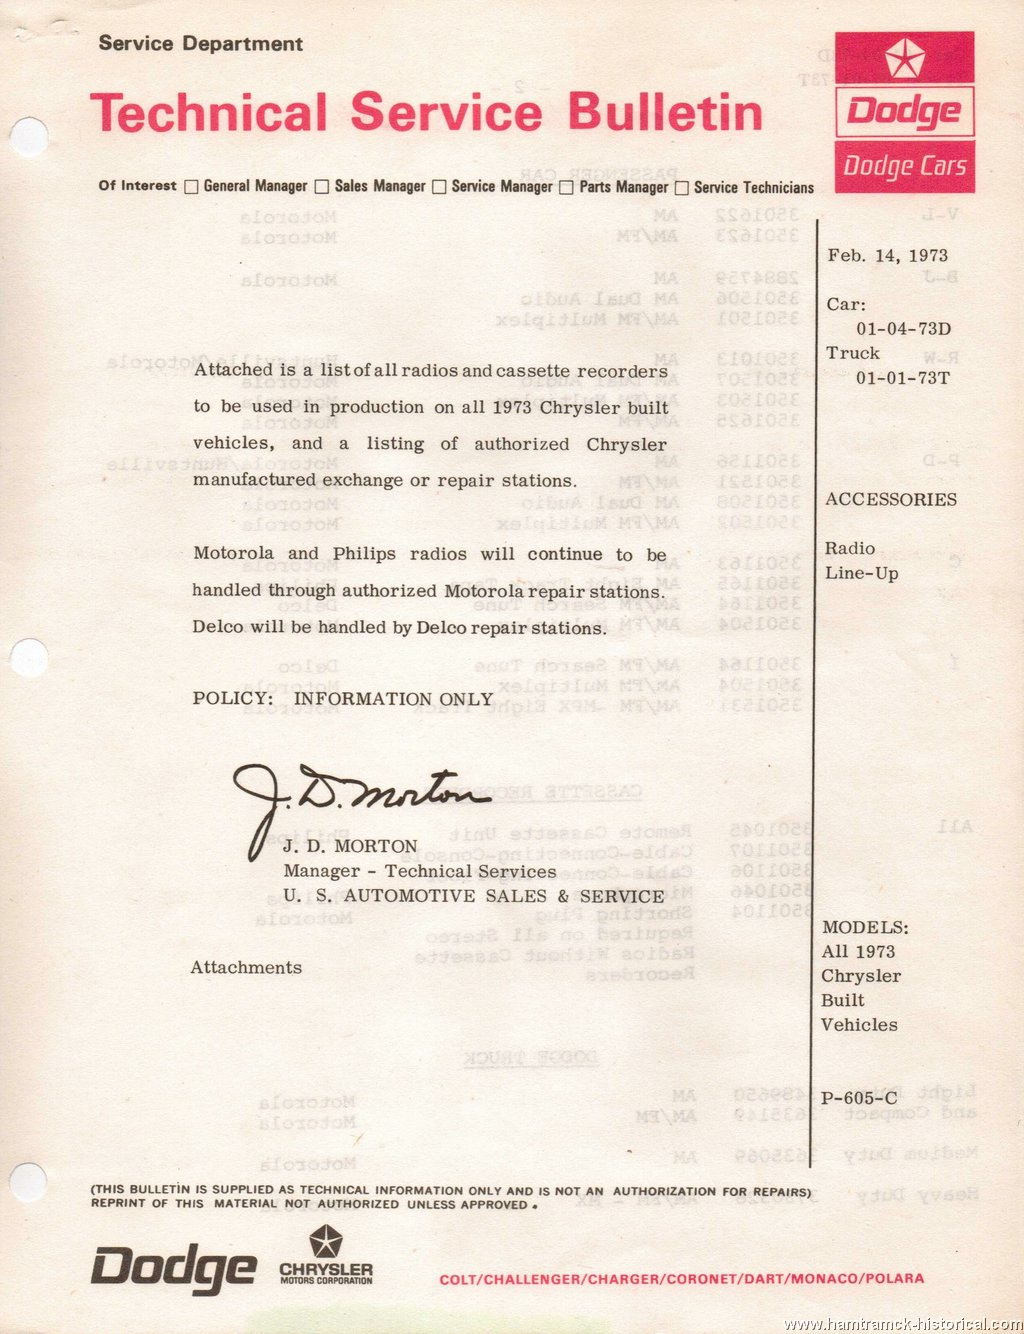 Service Department
Technical Service Bulletin
Dodge
Dodge Cars
Of Interest □ General Manager □ Sales Manager □ Service Manager □ Parts Manager □ Service Technicians
Feb. 14, 1973
Car:
01-04-73D
Truck
01-01-73T
Attached is a list of all radios and cassette recorders
to be used in production on all 1973 Chrysler built
vehicles, and a listing of authorized Chrysler
manufactured exchange or repair stations.
ACCESSORIES
Radio
Line-Up
Motorola and Philips radios will continue to be
handled through authorized Motorola repair stations.
Delco will be handled by Delco repair stations.
POLICY: INFORMATION ONLY
J. D. Morton
J. D. MORTON
Manager - Technical Services
U. S. AUTOMOTIVE SALES & SERVICE
Attachments
MODELS:
All 1973
Chrysler
Built
Vehicles
P-605-C
(THIS BULLETIN IS SUPPLIED AS TECHNICAL INFORMATION ONLY AND IS NOT AN AUTHORIZATION FOR REPAIRS)
REPRINT OF THIS MATERIAL NOT AUTHORIZED UNLESS APPROVED.
Dodge
CHRYSLER
MOTORS CORPORATION
COLT/CHALLENGER/CHARGER/CORONET/DART/MONACO/POLARA
www.hamtramck-historical.com